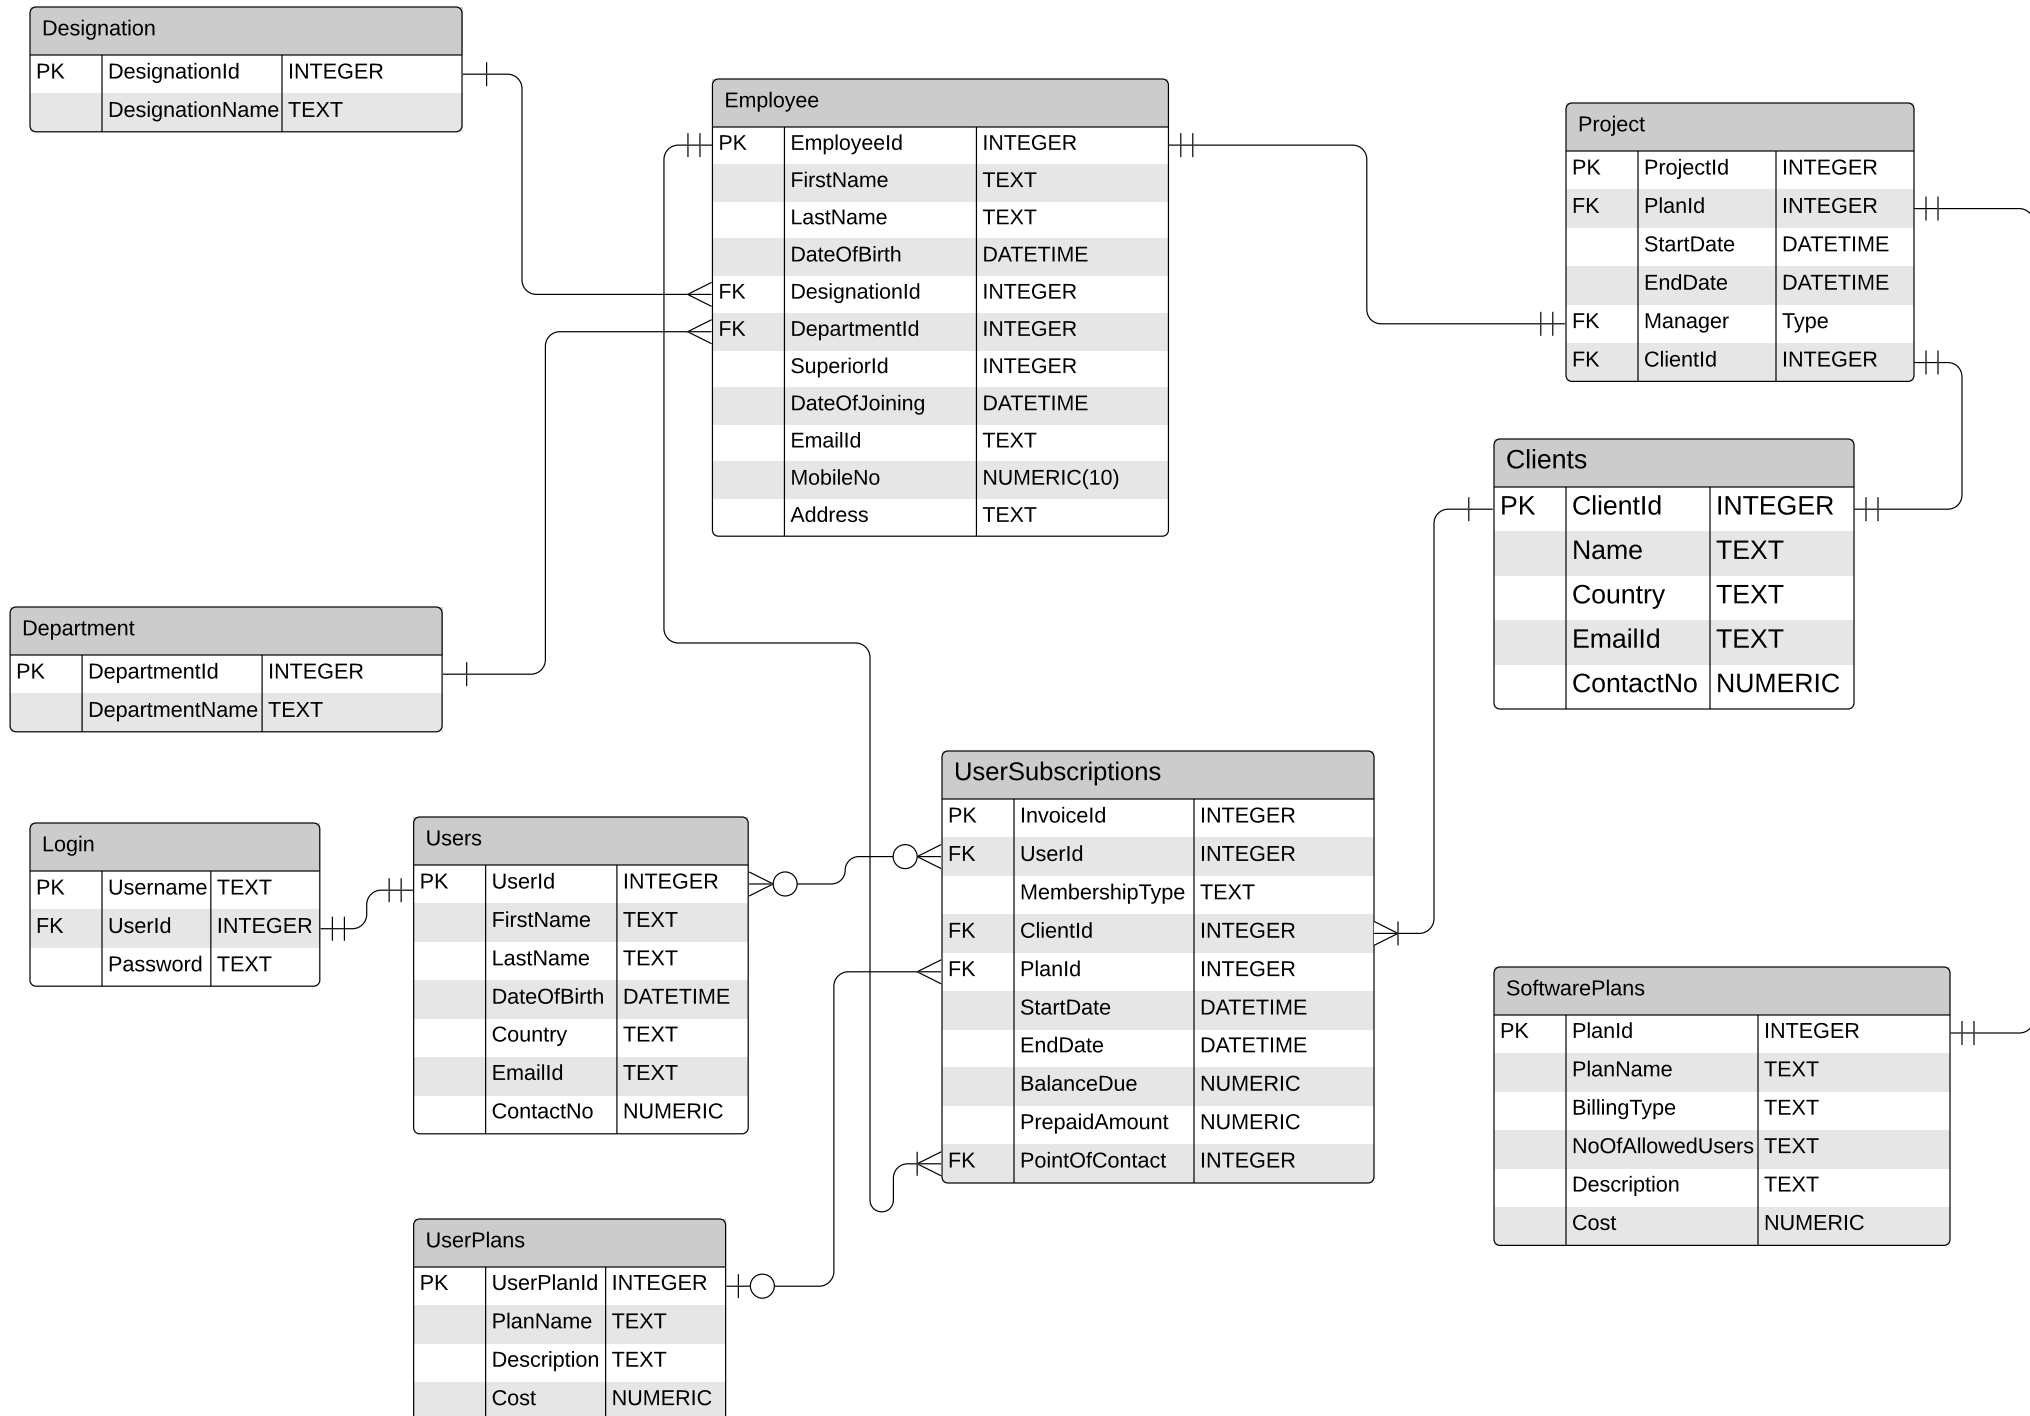 Designation
PK DesignationId INTEGER
DesignationName TEXT
Employee
PK EmployeeId INTEGER
FirstName TEXT
LastName TEXT
DateOfBirth DATETIME
FK DesignationId INTEGER
FK DepartmentId INTEGER
SuperiorId INTEGER
DateOfJoining DATETIME
EmailId TEXT
MobileNo NUMERIC(10)
Address TEXT
Project
PK ProjectId INTEGER
FK PlanId INTEGER
StartDate DATETIME
EndDate DATETIME
FK Manager Type
FK ClientId INTEGER
Clients
PK ClientId INTEGER
Name TEXT
Country TEXT
EmailId TEXT
ContactNo NUMERIC
Department
PK DepartmentId INTEGER
DepartmentName TEXT
Login
PK Username TEXT
FK UserId INTEGER
Password TEXT
Users
PK UserId INTEGER
FirstName TEXT
LastName TEXT
DateOfBirth DATETIME
Country TEXT
EmailId TEXT
ContactNo NUMERIC
UserSubscriptions
PK InvoiceId INTEGER
FK UserId INTEGER
MembershipType TEXT
FK ClientId INTEGER
FK PlanId INTEGER
StartDate DATETIME
EndDate DATETIME
BalanceDue NUMERIC
PrepaidAmount NUMERIC
FK PointOfContact INTEGER
SoftwarePlans
PK PlanId INTEGER
PlanName TEXT
BillingType TEXT
NoOfAllowedUsers TEXT
Description TEXT
Cost NUMERIC
UserPlans
PK UserPlanId INTEGER
PlanName TEXT
Description TEXT
Cost NUMERIC